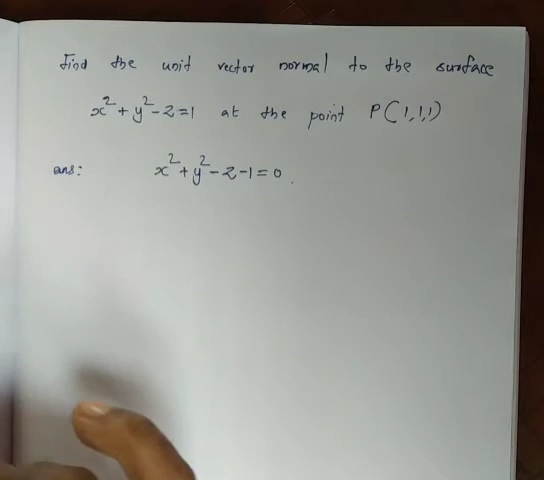 Find the unit vector normal to the surface
x² + y² - z = 1 at the point P(1,1,1)
ans: x² + y² - z - 1 = 0.